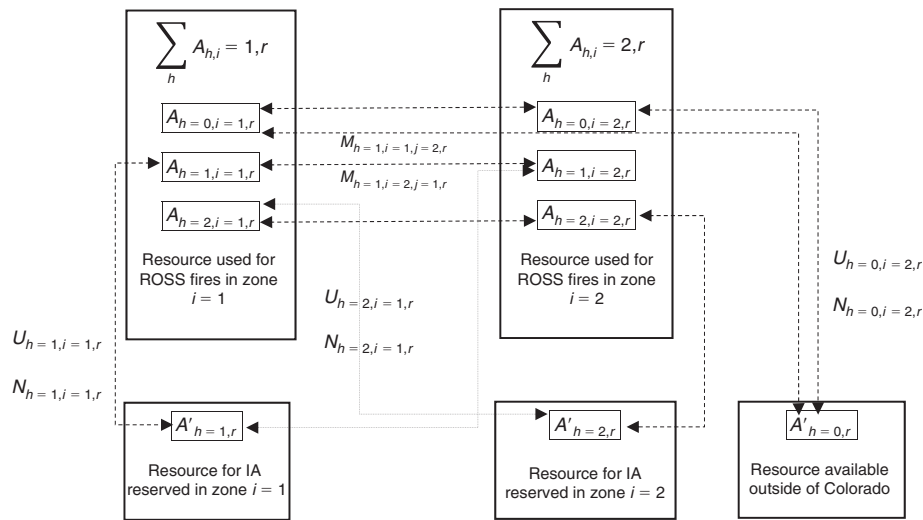 ∑ₕ A_{h,i} = 1,r
∑ₕ A_{h,i} = 2,r
A_{h = 0,i = 1,r}
A_{h = 0,i = 2,r}
M_{h = 1,i = 1,j = 2,r}
A_{h = 1,i = 1,r}
A_{h = 1,i = 2,r}
M_{h = 1,i = 2,j = 1,r}
A_{h = 2,i = 1,r}
A_{h = 2,i = 2,r}
Resource used for
ROSS fires in zone
i = 1
Resource used for
ROSS fires in zone
i = 2
U_{h = 0,i = 2,r}
N_{h = 0,i = 2,r}
U_{h = 2,i = 1,r}
N_{h = 2,i = 1,r}
U_{h = 1,i = 1,r}
N_{h = 1,i = 1,r}
A'_{h = 1,r}
Resource for IA
reserved in zone i = 1
A'_{h = 2,r}
Resource for IA
reserved in zone i = 2
A'_{h = 0,r}
Resource available
outside of Colorado